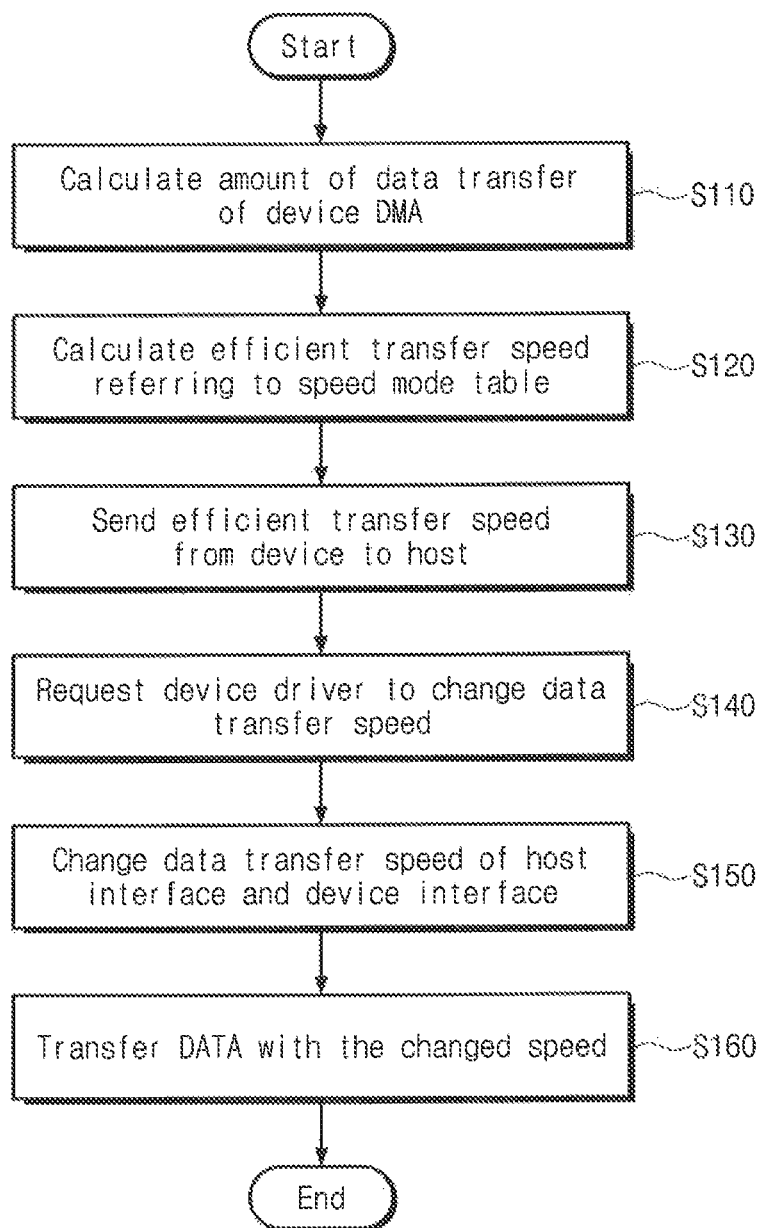 Start
Calculate amount of data transfer
of device DMA
S110
Calculate efficient transfer speed
referring to speed mode table
S120
Send efficient transfer speed
from device to host
S130
Request device driver to change data
transfer speed
S140
Change data transfer speed of host
interface and device interface
S150
Transfer DATA with the changed speed
S160
End